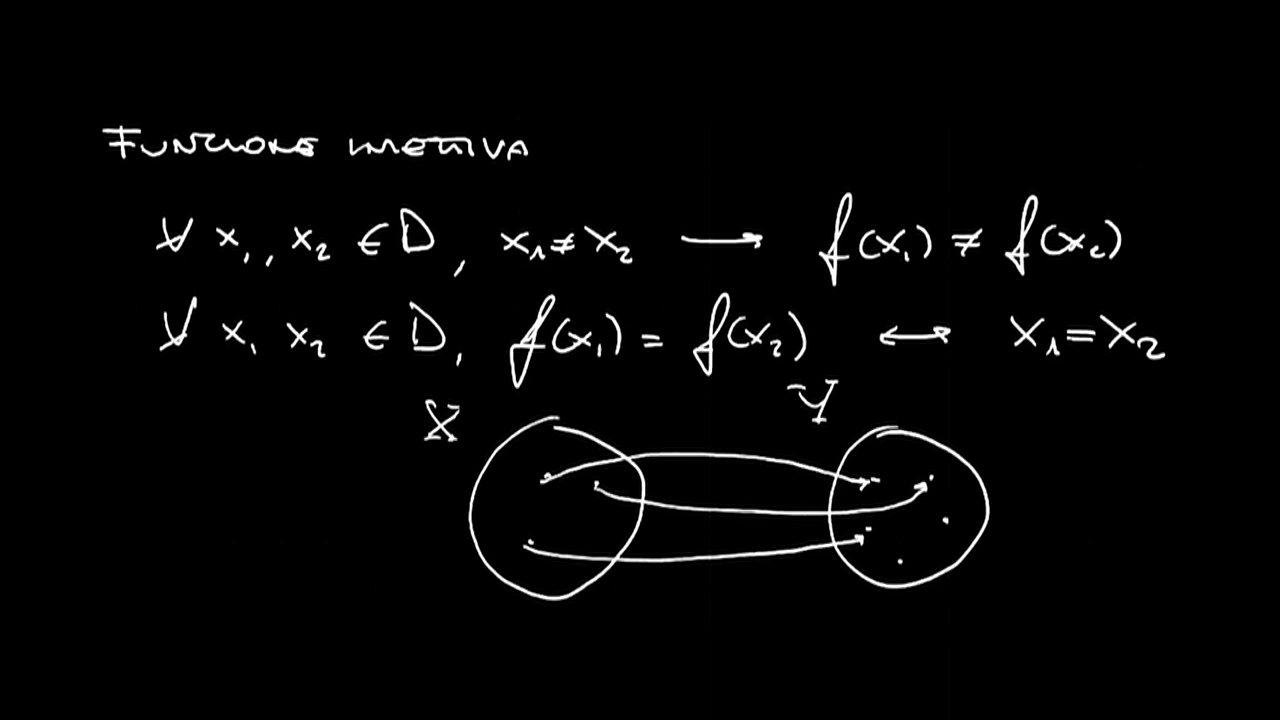 FUNZIONE INIETTIVA
∀ x₁, x₂ ∈ D, x₁ ≠ x₂ → f(x₁) ≠ f(x₂)
∀ x₁ x₂ ∈ D, f(x₁) = f(x₂) ↔ x₁ = x₂
X Y